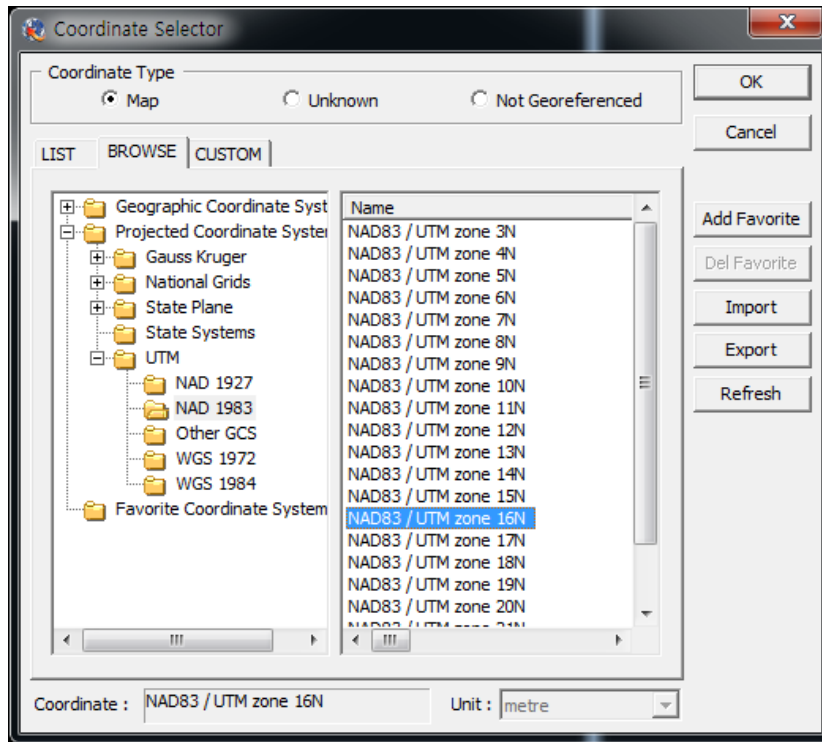 Coordinate Selector
Coordinate Type
Map
Unknown
Not Georeferenced
OK
Cancel
LIST
BROWSE
CUSTOM
Geographic Coordinate Syst
Projected Coordinate Syster
Gauss Kruger
National Grids
State Plane
State Systems
UTM
NAD 1927
NAD 1983
Other GCS
WGS 1972
WGS 1984
Favorite Coordinate System
Name
NAD83 / UTM zone 3N
NAD83 / UTM zone 4N
NAD83 / UTM zone 5N
NAD83 / UTM zone 6N
NAD83 / UTM zone 7N
NAD83 / UTM zone 8N
NAD83 / UTM zone 9N
NAD83 / UTM zone 10N
NAD83 / UTM zone 11N
NAD83 / UTM zone 12N
NAD83 / UTM zone 13N
NAD83 / UTM zone 14N
NAD83 / UTM zone 15N
NAD83 / UTM zone 16N
NAD83 / UTM zone 17N
NAD83 / UTM zone 18N
NAD83 / UTM zone 19N
NAD83 / UTM zone 20N
NAD83 / UTM zone 21N
Add Favorite
Del Favorite
Import
Export
Refresh
Coordinate : NAD83 / UTM zone 16N
Unit : metre